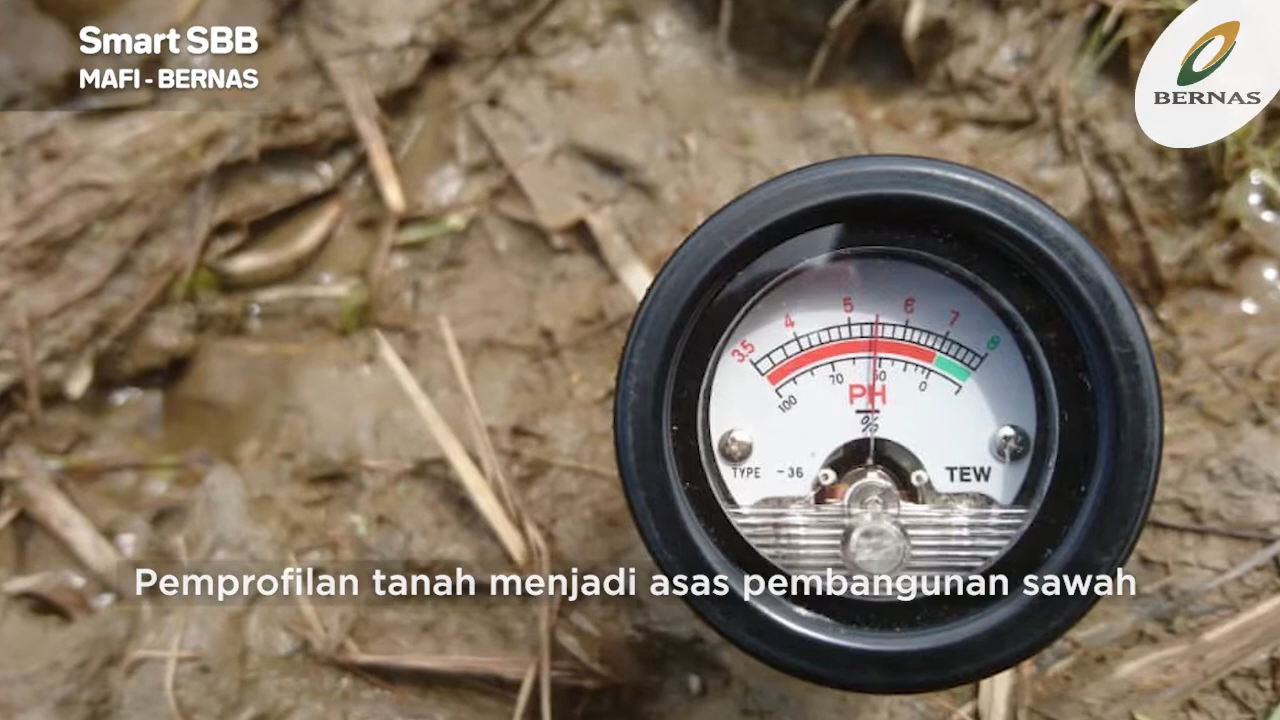 Smart SBB
MAFI - BERNAS
BERNAS
3.5 4 5 6 7 8
100 70 50 0
PH
%
TYPE -36
TEW
Pemprofilan tanah menjadi asas pembangunan sawah